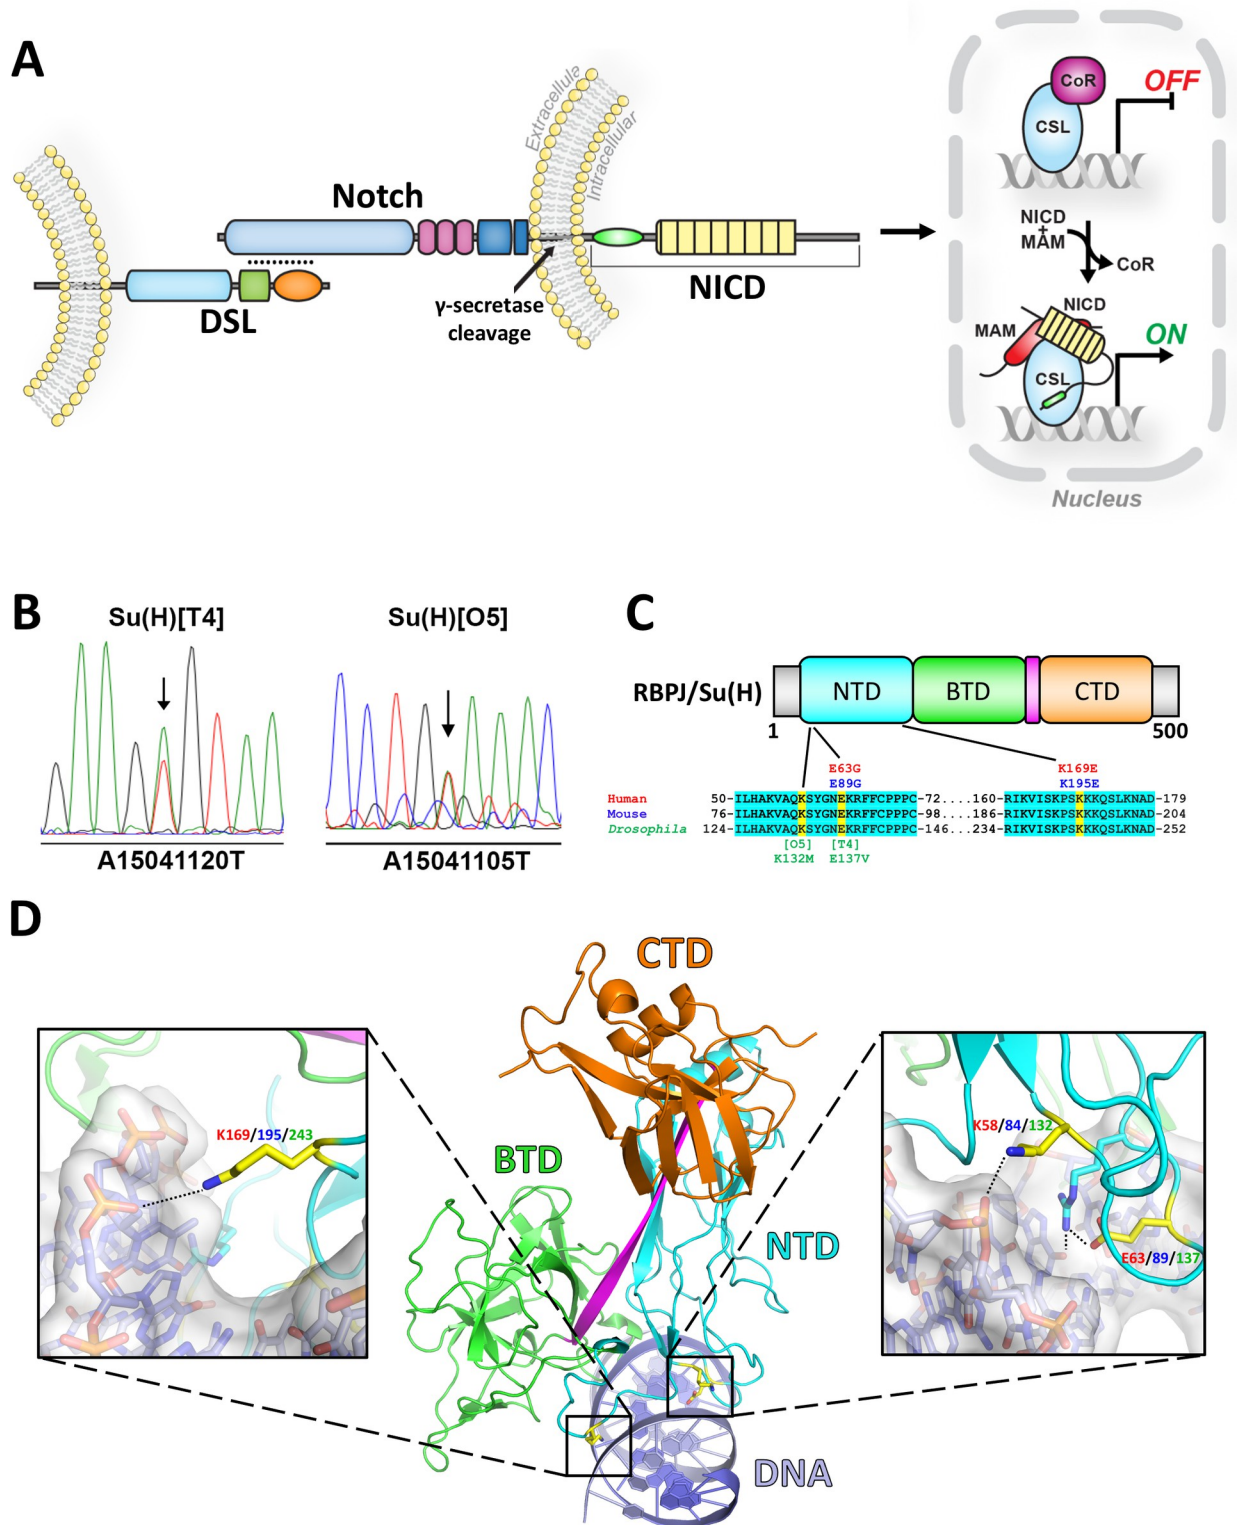 A
Extracellular
Intracellular
Notch
DSL
γ-secretase
cleavage
NICD
CoR
OFF
CSL
NICD
+
MAM
CoR
NICD
MAM
ON
CSL
Nucleus
B
Su(H)[T4]
Su(H)[O5]
A15041120T
A15041105T
C
RBPJ/Su(H)
NTD
BTD
CTD
1
500
E63G
K169E
E89G
K195E
Human 50-ILHAKVAQKSYGNEKRFFCPPPC-72....160-RIKVISKPSKKKQSLKNAD-179
Mouse 76-ILHAKVAQKSYGNEKRFFCPPPC-98...186-RIKVISKPSKKKQSLKNAD-204
Drosophila 124-ILHAKVAQKSYGNEKRFFCPPPC-146...234-RIKVISKPSKKKQSLKNAD-252
[O5] [T4]
K132M E137V
D
CTD
K169/195/243
K58/84/132
BTD
NTD
E63/89/137
DNA